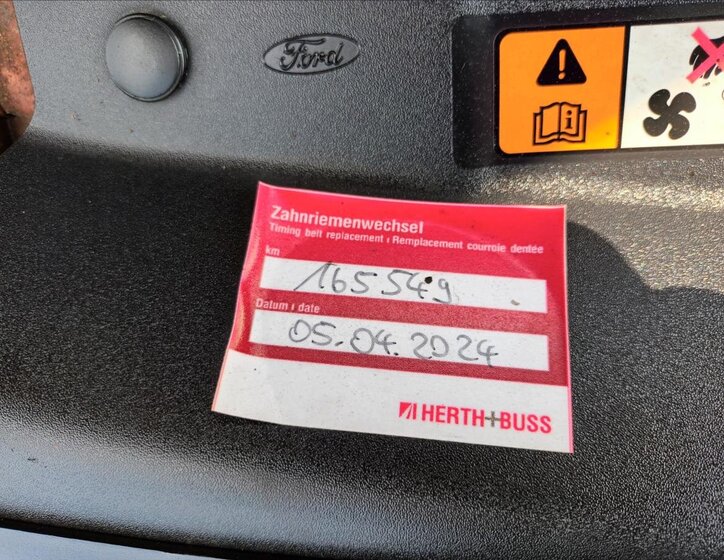 Ford
Zahnriemenwechsel
Timing belt replacement ı Remplacement courroie dentée
km
165549
Datum ı date
05.04.2024
HERTH+BUSS